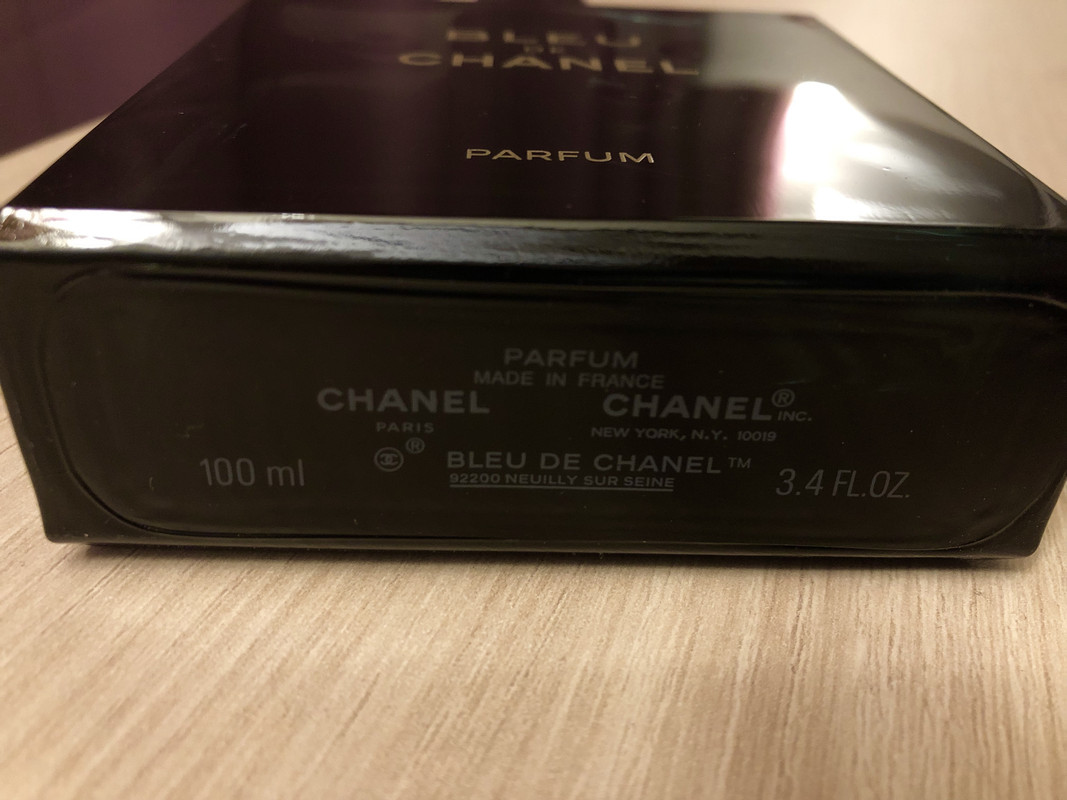 BLEU
DE
CHANEL
PARFUM
PARFUM
MADE IN FRANCE
CHANEL CHANEL® INC.
PARIS NEW YORK, N.Y. 10019
® BLEU DE CHANEL™
100 ml 92200 NEUILLY SUR SEINE 3.4 FL.OZ.